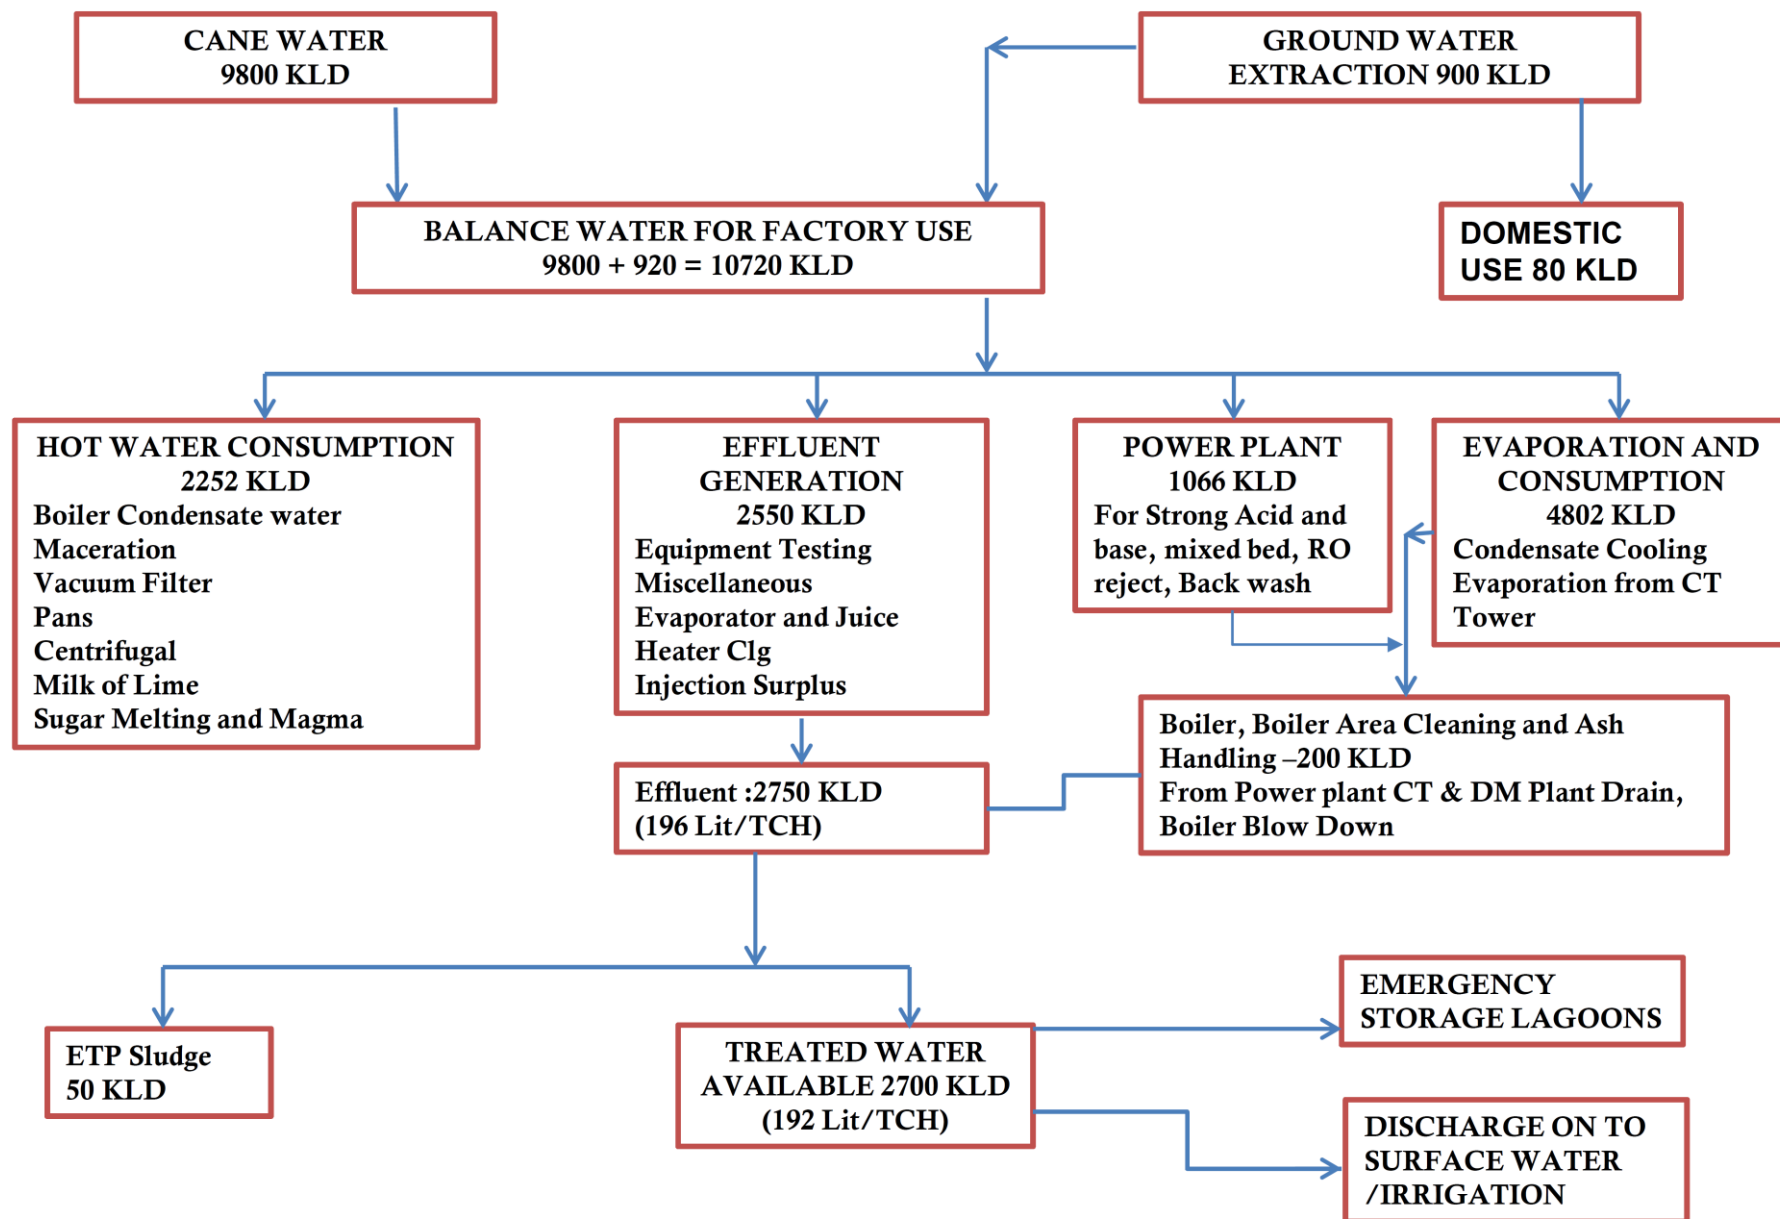 CANE WATER
9800 KLD
GROUND WATER
EXTRACTION 900 KLD
BALANCE WATER FOR FACTORY USE
9800 + 920 = 10720 KLD
DOMESTIC
USE 80 KLD
HOT WATER CONSUMPTION
2252 KLD
Boiler Condensate water
Maceration
Vacuum Filter
Pans
Centrifugal
Milk of Lime
Sugar Melting and Magma
EFFLUENT
GENERATION
2550 KLD
Equipment Testing
Miscellaneous
Evaporator and Juice
Heater Clg
Injection Surplus
POWER PLANT
1066 KLD
For Strong Acid and
base, mixed bed, RO
reject, Back wash
EVAPORATION AND
CONSUMPTION
4802 KLD
Condensate Cooling
Evaporation from CT
Tower
Boiler, Boiler Area Cleaning and Ash
Handling –200 KLD
From Power plant CT & DM Plant Drain,
Boiler Blow Down
Effluent :2750 KLD
(196 Lit/TCH)
ETP Sludge
50 KLD
TREATED WATER
AVAILABLE 2700 KLD
(192 Lit/TCH)
EMERGENCY
STORAGE LAGOONS
DISCHARGE ON TO
SURFACE WATER
/IRRIGATION